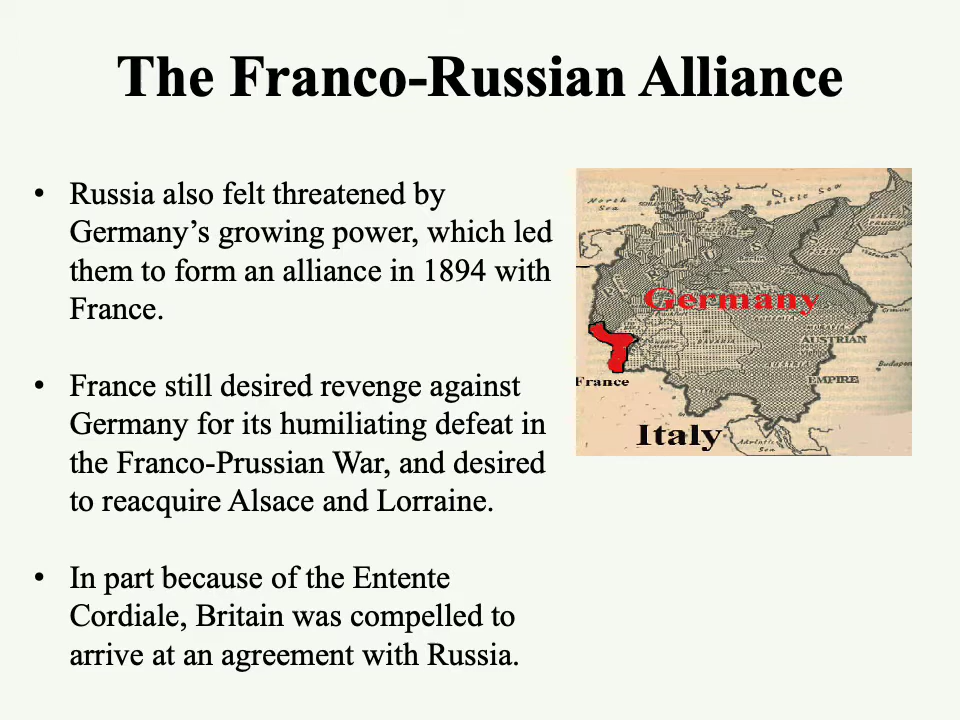 The Franco-Russian Alliance
• Russia also felt threatened by
Germany’s growing power, which led
them to form an alliance in 1894 with
France.
• France still desired revenge against
Germany for its humiliating defeat in
the Franco-Prussian War, and desired
to reacquire Alsace and Lorraine.
• In part because of the Entente
Cordiale, Britain was compelled to
arrive at an agreement with Russia.
North
Sea
Baltic Sea
Germany
AUSTRIAN
France
EMPIRE
Italy
Adriatic
Sea